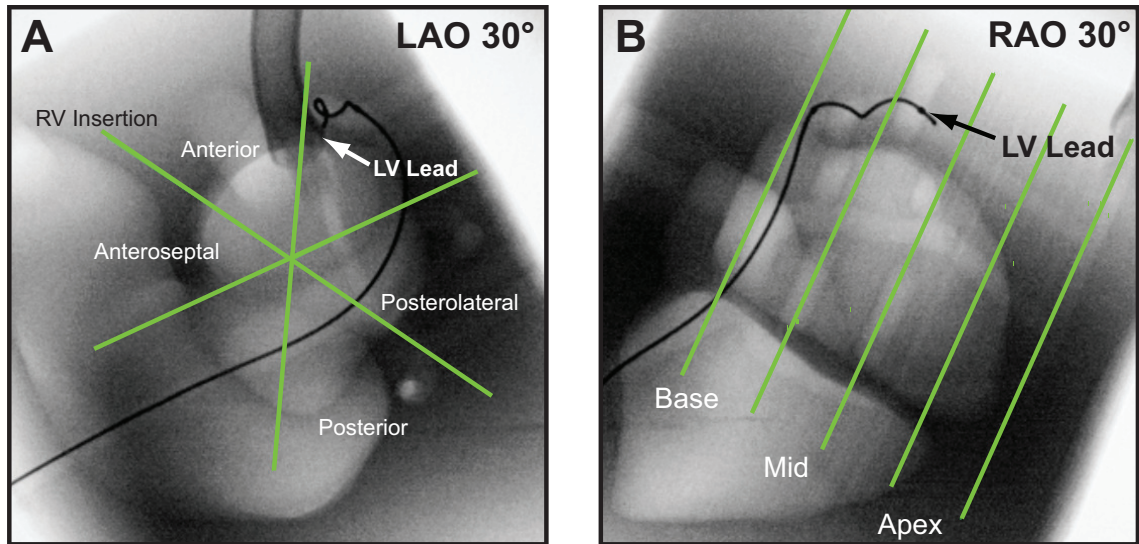 A
LAO 30°
RV Insertion
Anterior
LV Lead
Anteroseptal
Posterolateral
Posterior
B
RAO 30°
LV Lead
Base
Mid
Apex